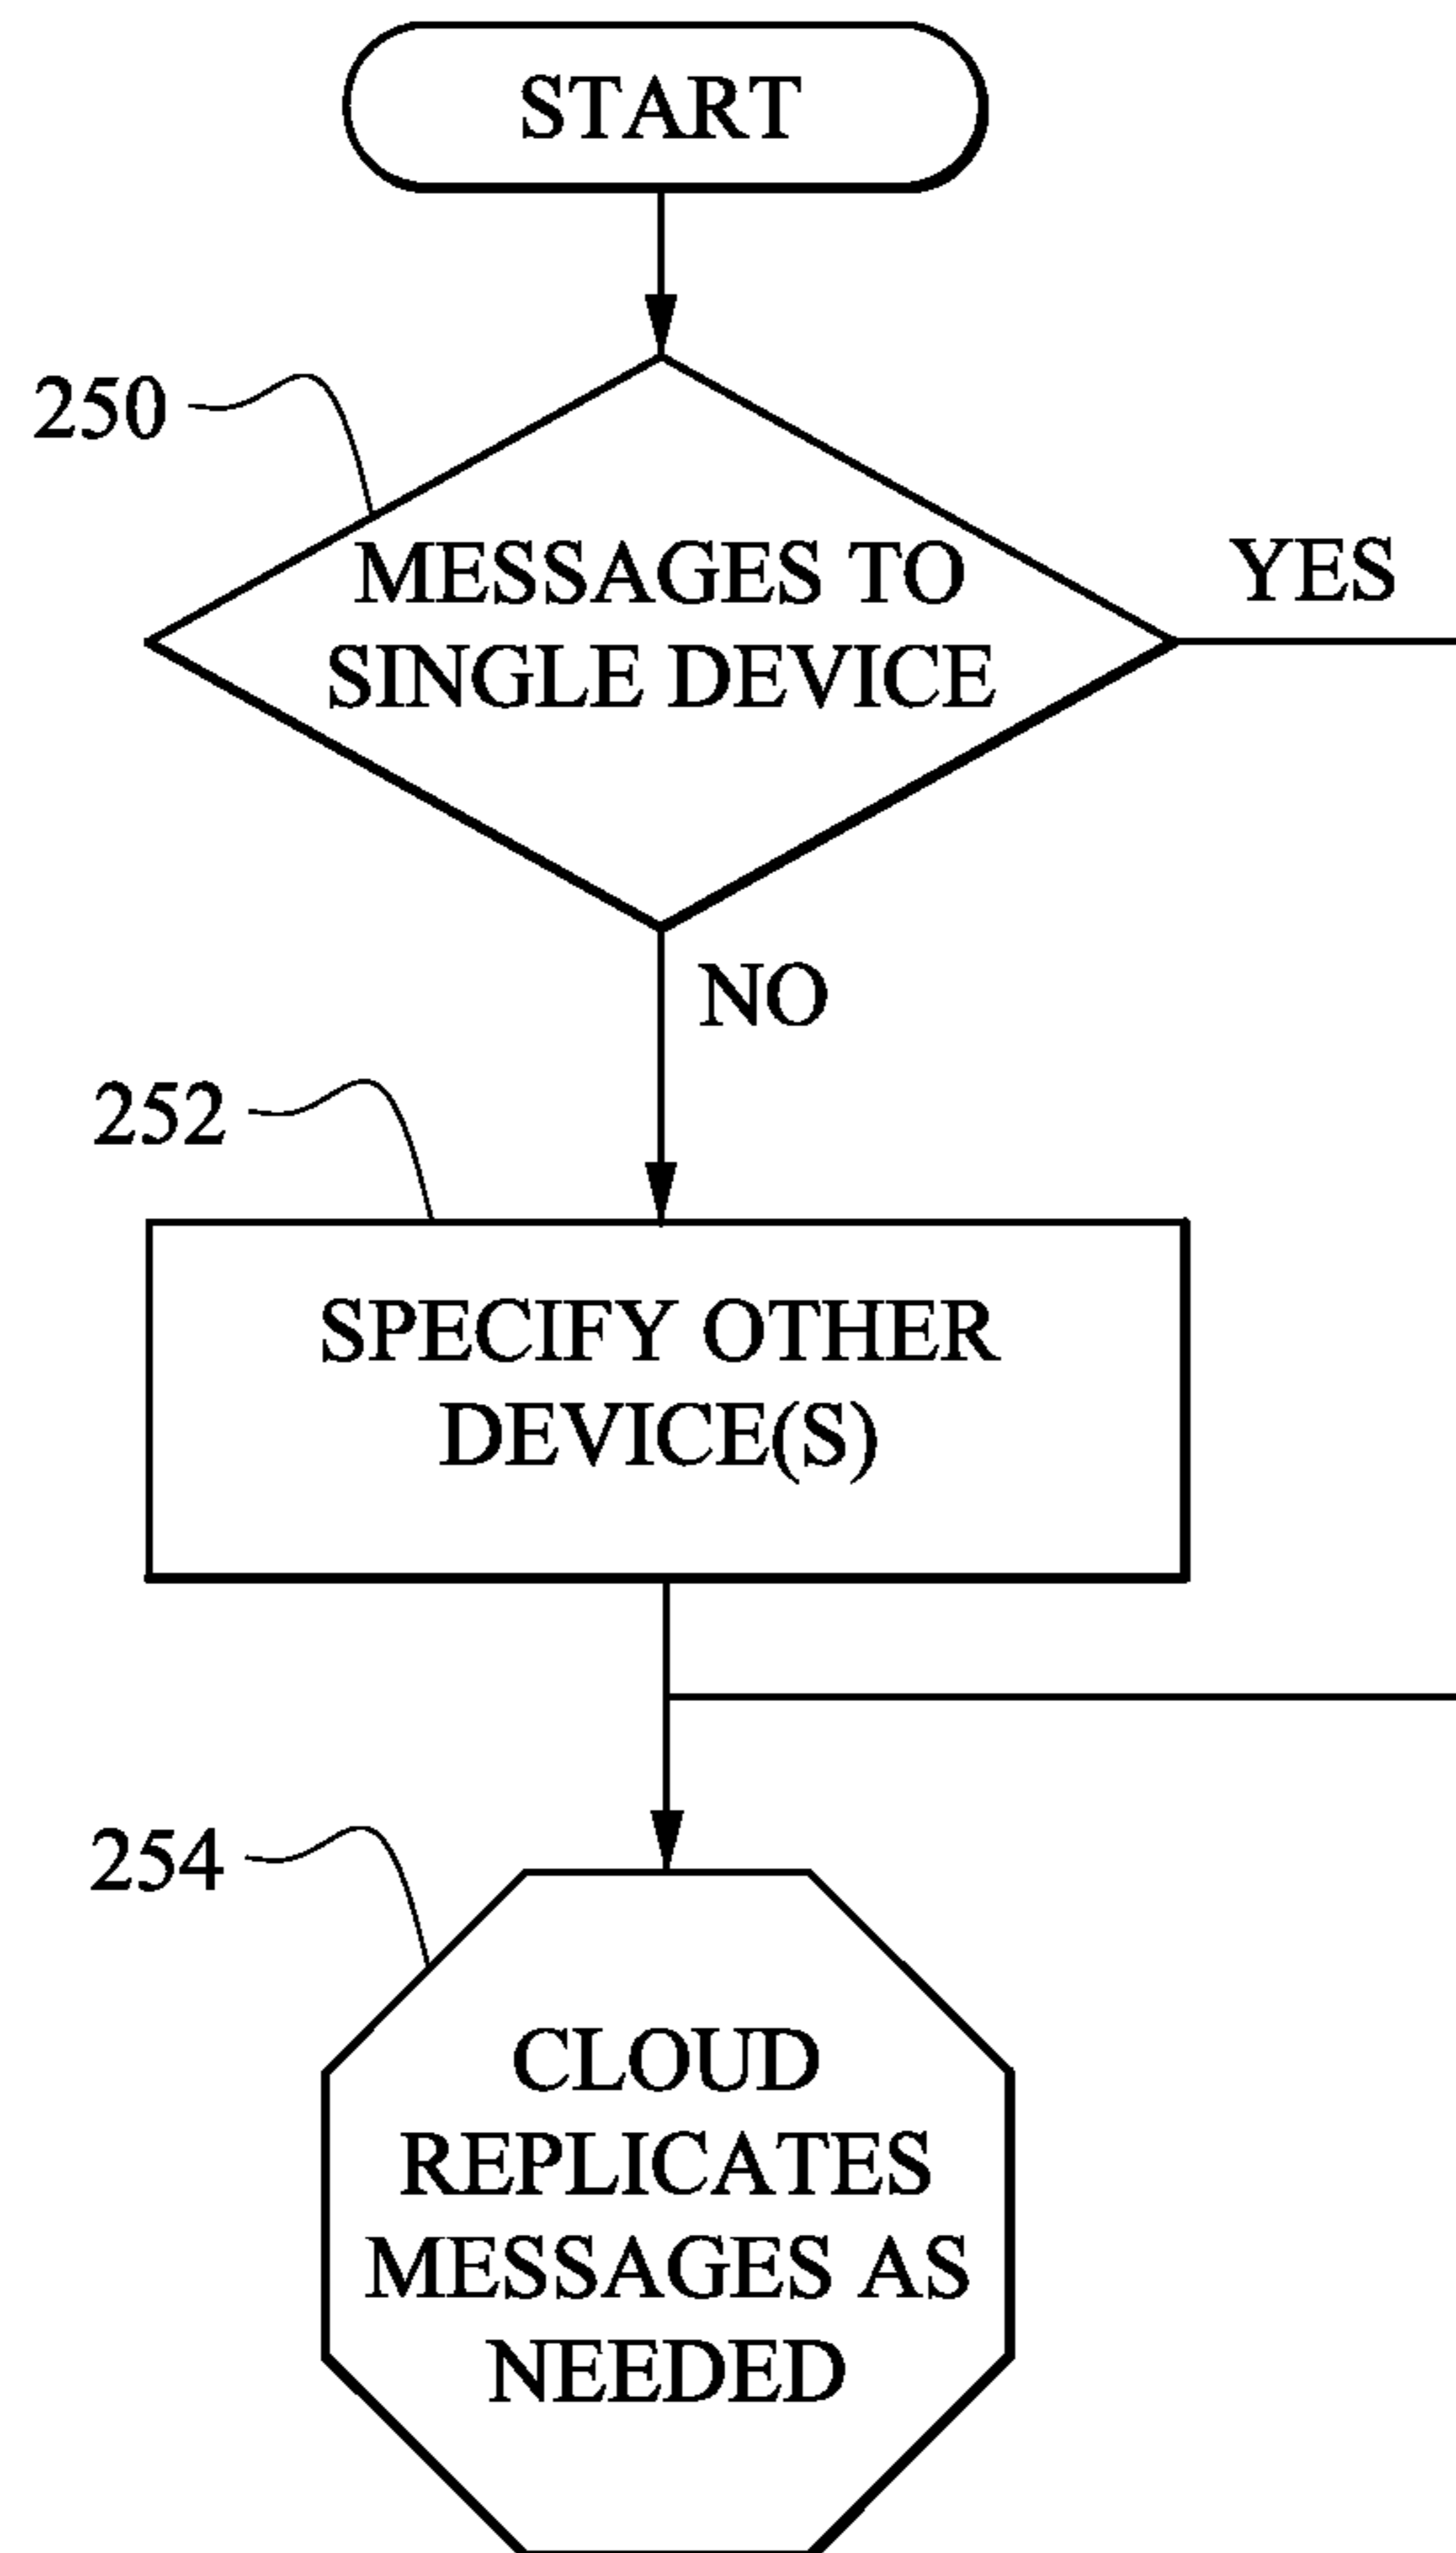 START
250
MESSAGES TO
SINGLE DEVICE
YES
NO
252
SPECIFY OTHER
DEVICE(S)
254
CLOUD
REPLICATES
MESSAGES AS
NEEDED